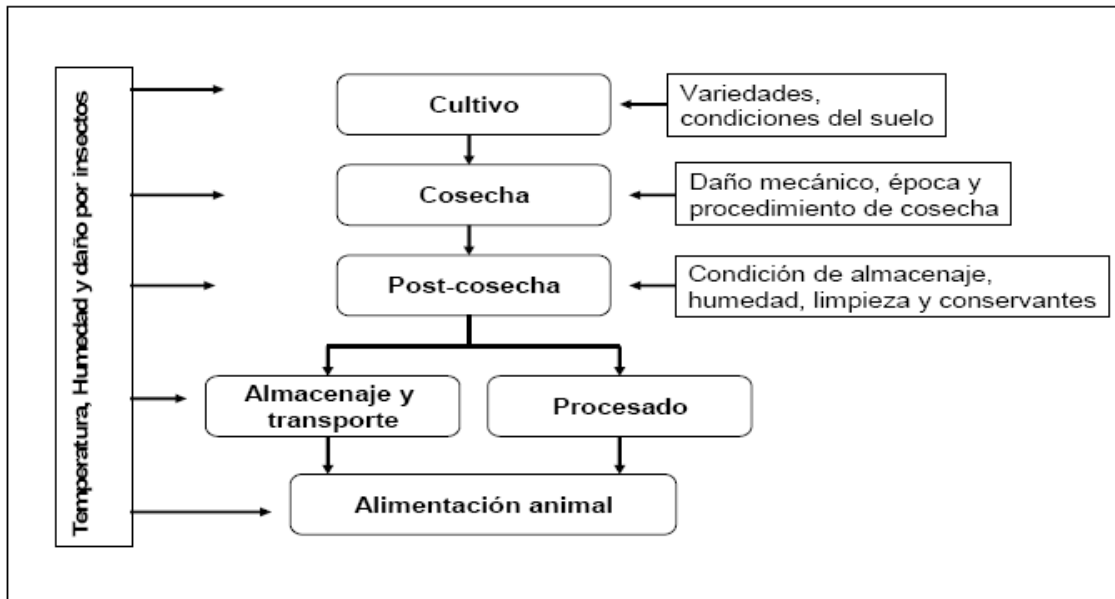 Temperatura, Humedad y daño por insectos
Cultivo
Variedades,
condiciones del suelo
Cosecha
Daño mecánico, época y
procedimiento de cosecha
Post-cosecha
Condición de almacenaje,
humedad, limpieza y conservantes
Almacenaje y
transporte
Procesado
Alimentación animal